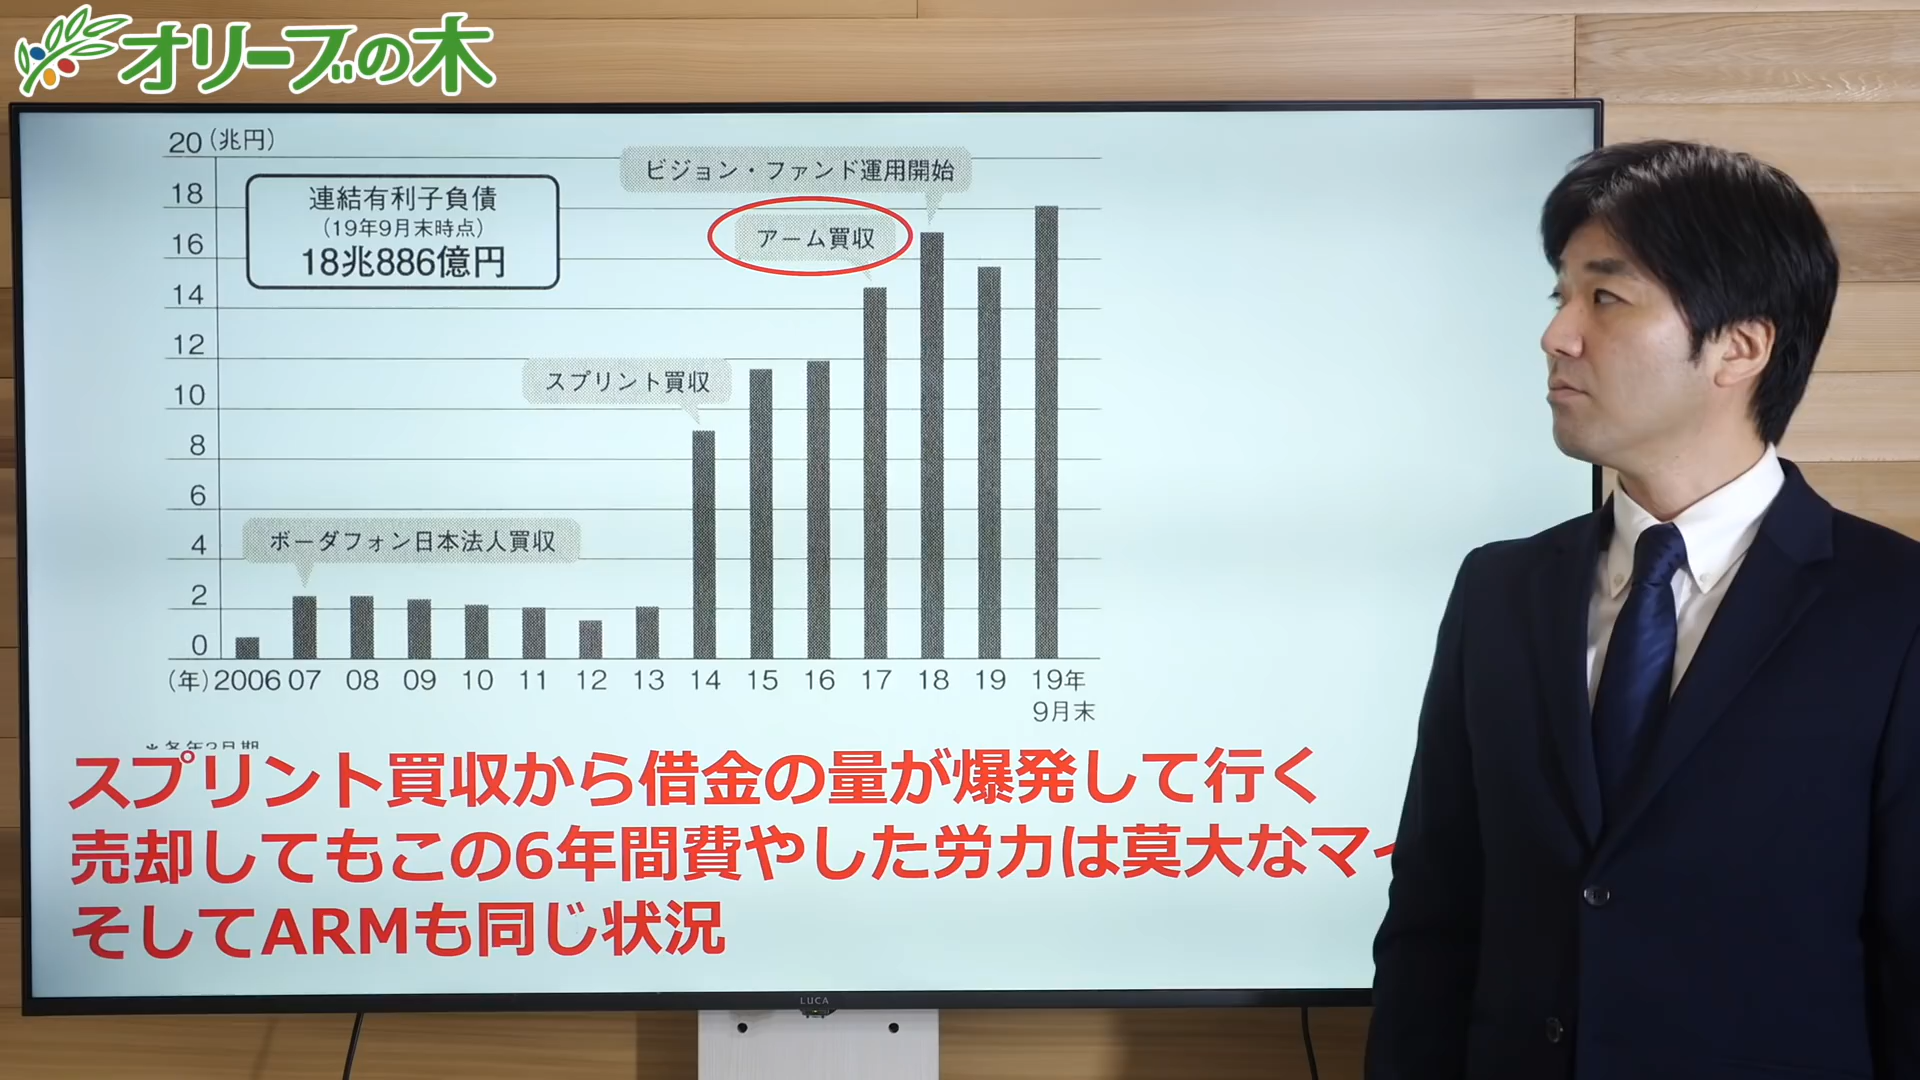 オリーブの木
20(兆円)
18
16
14
12
10
8
6
4
2
0
連結有利子負債
(19年9月末時点)
18兆886億円
ビジョン・ファンド運用開始
アーム買収
スプリント買収
ボーダフォン日本法人買収
(年)2006 07 08 09 10 11 12 13 14 15 16 17 18 19 19年
9月末
スプリント買収から借金の量が爆発して行く
売却してもこの6年間費やした労力は莫大なマ
そしてARMも同じ状況
LUCA